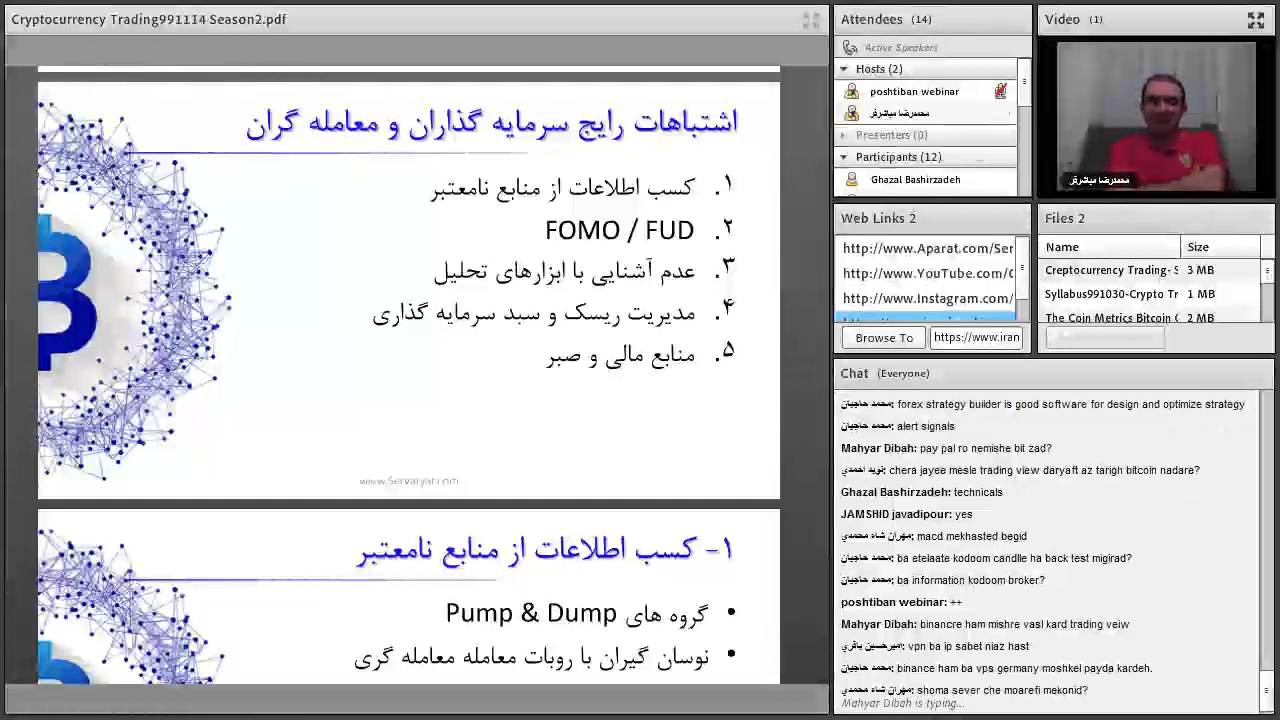 Cryptocurrency Trading991114 Season2.pdf
اشتباهات رایج سرمایه گذاران و معامله گران
۱. کسب اطلاعات از منابع نامعتبر
۲. FOMO / FUD
۳. عدم آشنایی با ابزارهای تحلیل
۴. مدیریت ریسک و سبد سرمایه گذاری
۵. منابع مالی و صبر
www.Servaryar.com
۱- کسب اطلاعات از منابع نامعتبر
• گروه های Pump & Dump
• نوسان گیران با روبات معامله معامله گری
Attendees (14)
Active Speakers
Hosts (2)
poshtiban webinar
محمدرضا مباشرفر
Presenters (0)
Participants (12)
Ghazal Bashirzadeh
Video (1)
محمدرضا مباشرفر
Web Links 2
http://www.Aparat.com/Ser
http://www.YouTube.com/C
http://www.Instagram.com/
Browse To
https://www.iran
Files 2
Name Size
Creptocurrency Trading- S 3 MB
Syllabus991030-Crypto Tr 1 MB
The Coin Metrics Bitcoin ( 2 MB
Chat (Everyone)
محمد حاجیان: forex strategy builder is good software for design and optimize strategy
محمد حاجیان: alert signals
Mahyar Dibah: pay pal ro nemishe bit zad?
نوید احمدي: chera jayee mesle trading view daryaft az tarigh bitcoin nadare?
Ghazal Bashirzadeh: technicals
JAMSHID javadipour: yes
مهران شاه محمدي: macd mekhasted begid
محمد حاجیان: ba etelaata kodoom candlle ha back test migirad?
محمد حاجیان: ba information kodoom broker?
poshtiban webinar: ++
Mahyar Dibah: binancre ham mishre vasl kard trading veiw
امیرحسین باقري: vpn ba ip sabet niaz hast
محمد حاجیان: binance ham ba vps germany moshkel payda kardeh.
مهران شاه محمدي: shoma sever che moarefi mekonid?
Mahyar Dibah is typing...